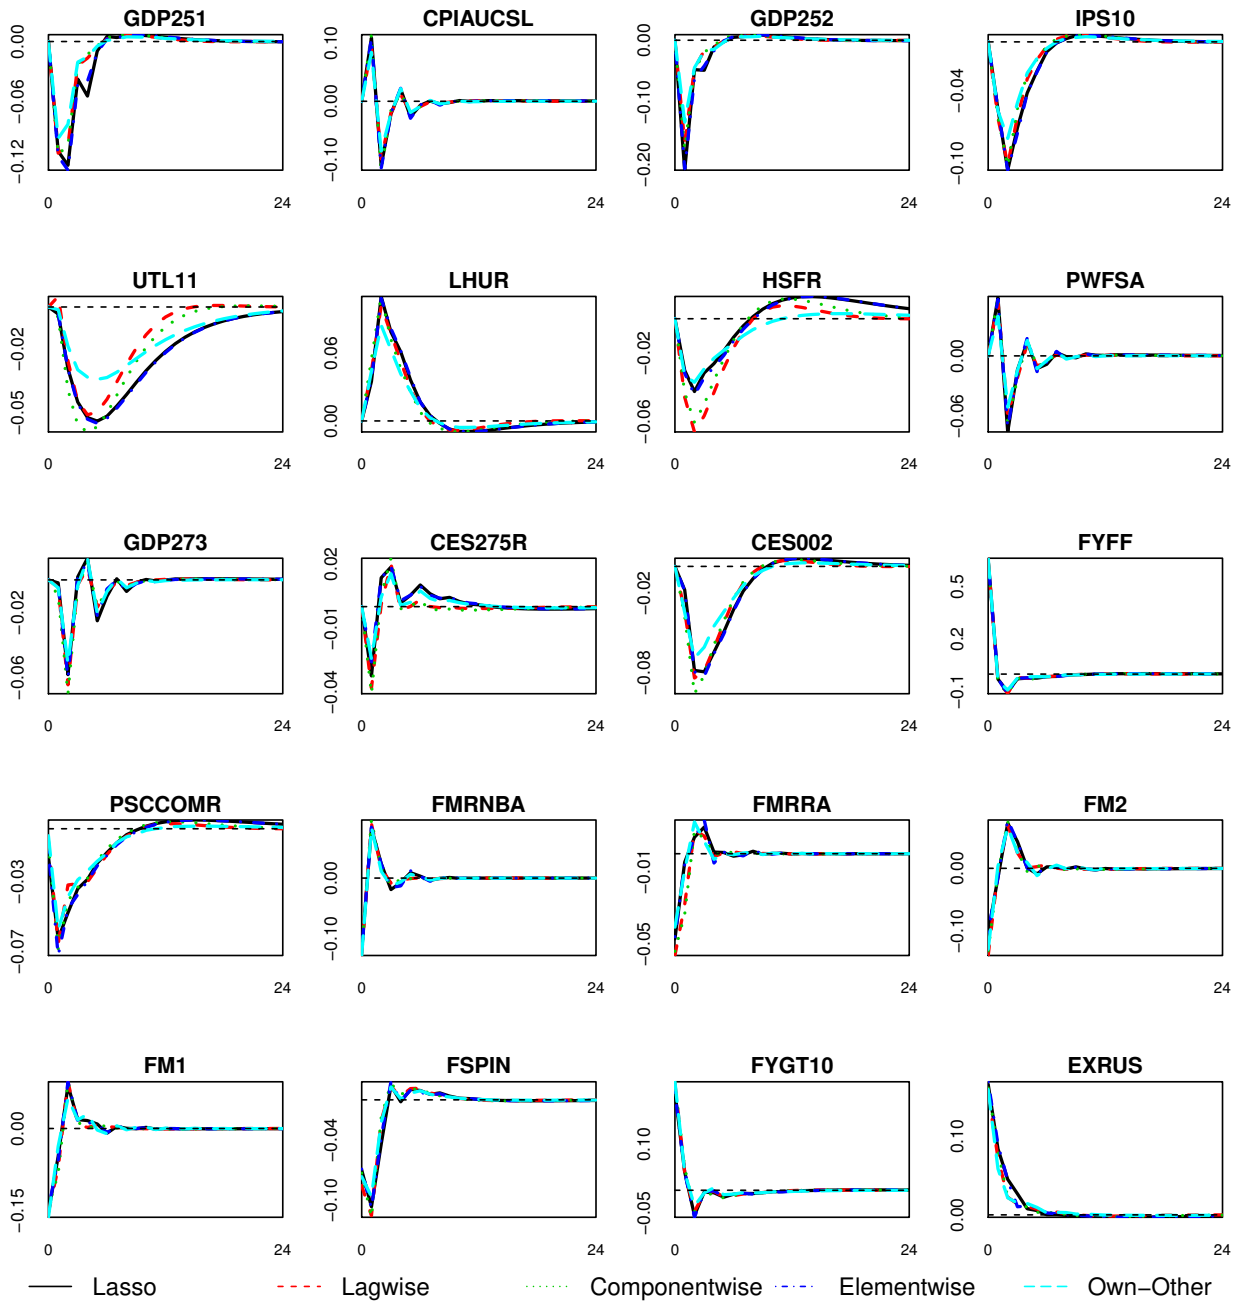 GDP251 CPIAUCSL GDP252 IPS10
0.00 −0.06 −0.12 0.10 0.00 −0.10 0.00 −0.10 −0.20 −0.04 −0.10
0 24 0 24 0 24 0 24
UTL11 LHUR HSFR PWFSA
−0.02 −0.05 0.06 0.00 −0.02 −0.06 0.00 −0.06
0 24 0 24 0 24 0 24
GDP273 CES275R CES002 FYFF
−0.02 −0.06 0.02 −0.01 −0.04 −0.02 −0.08 0.5 0.2 −0.1
0 24 0 24 0 24 0 24
PSCCOMR FMRNBA FMRRA FM2
−0.03 −0.07 0.00 −0.10 −0.01 −0.05 0.00 −0.10
0 24 0 24 0 24 0 24
FM1 FSPIN FYGT10 EXRUS
0.00 −0.15 −0.04 −0.10 0.10 −0.05 0.10 0.00
0 24 0 24 0 24 0 24
Lasso Lagwise Componentwise Elementwise Own−Other